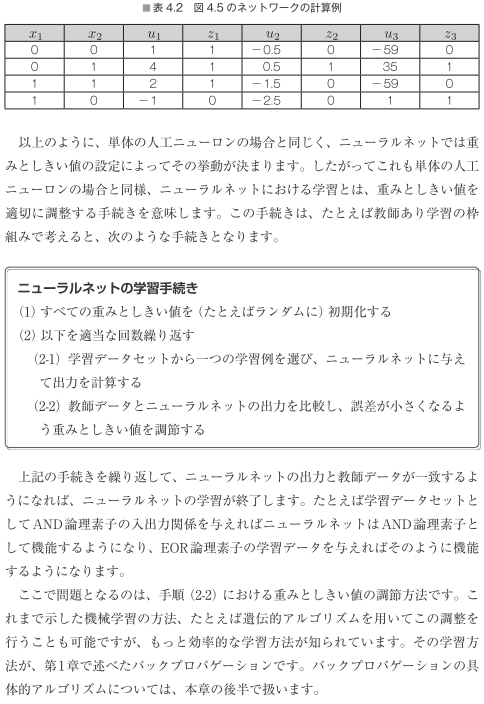 ■表 4.2 図 4.5 のネットワークの計算例
x1 x2 u1 z1 u2 z2 u3 z3
0 0 1 1 −0.5 0 −59 0
0 1 4 1 0.5 1 35 1
1 1 2 1 −1.5 0 −59 0
1 0 −1 0 −2.5 0 1 1
以上のように、単体の人工ニューロンの場合と同じく、ニューラルネットでは重
みとしきい値の設定によってその挙動が決まります。したがってこれも単体の人工
ニューロンの場合と同様、ニューラルネットにおける学習とは、重みとしきい値を
適切に調整する手続きを意味します。この手続きは、たとえば教師あり学習の枠
組みで考えると、次のような手続きとなります。
ニューラルネットの学習手続き
（1）すべての重みとしきい値を（たとえばランダムに）初期化する
（2）以下を適当な回数繰り返す
（2-1）学習データセットから一つの学習例を選び、ニューラルネットに与え
て出力を計算する
（2-2）教師データとニューラルネットの出力を比較し、誤差が小さくなるよ
う重みとしきい値を調節する
上記の手続きを繰り返して、ニューラルネットの出力と教師データが一致するよ
うになれば、ニューラルネットの学習が終了します。たとえば学習データセットと
して AND 論理素子の入出力関係を与えればニューラルネットは AND 論理素子と
して機能するようになり、EOR 論理素子の学習データを与えればそのように機能
するようになります。
ここで問題となるのは、手順（2-2）における重みとしきい値の調節方法です。こ
れまで示した機械学習の方法、たとえば遺伝的アルゴリズムを用いてこの調整を
行うことも可能ですが、もっと効率的な学習方法が知られています。その学習方
法が、第1章で述べたバックプロパゲーションです。バックプロパゲーションの具
体的アルゴリズムについては、本章の後半で扱います。